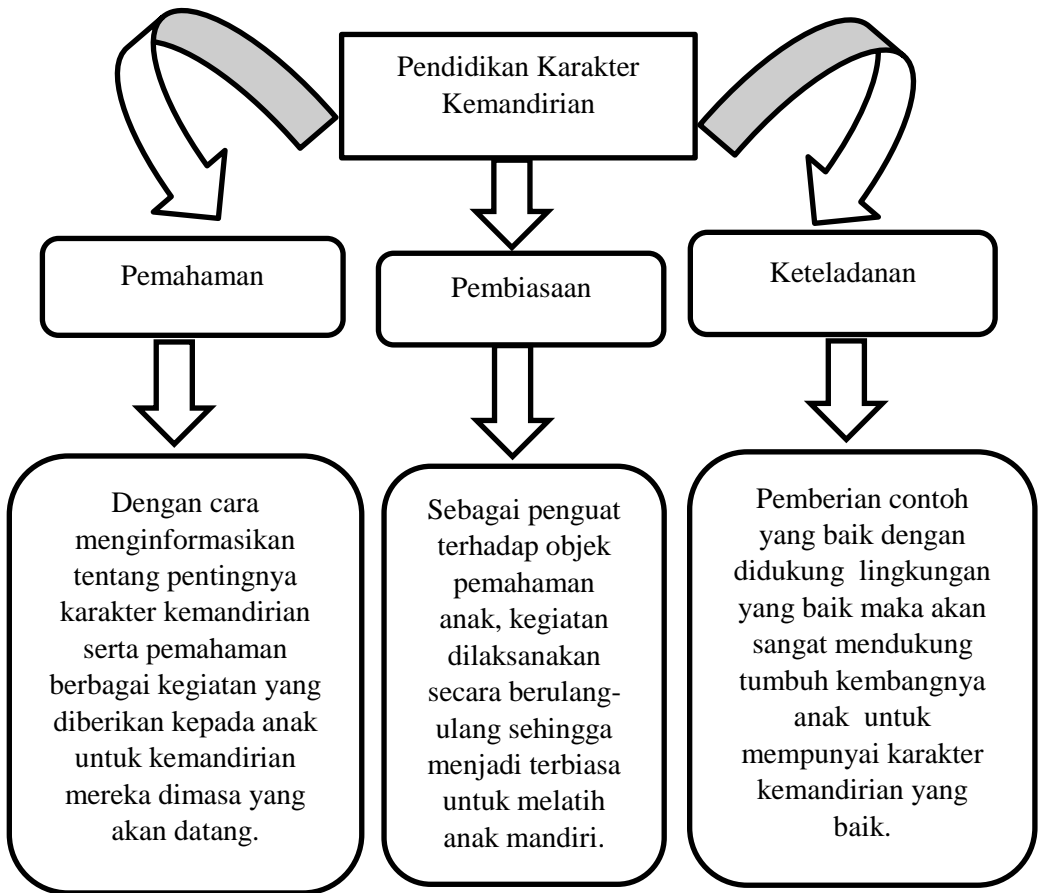 Pendidikan Karakter
Kemandirian
Pemahaman
Pembiasaan
Keteladanan
Dengan cara
menginformasikan
tentang pentingnya
karakter kemandirian
serta pemahaman
berbagai kegiatan yang
diberikan kepada anak
untuk kemandirian
mereka dimasa yang
akan datang.
Sebagai penguat
terhadap objek
pemahaman
anak, kegiatan
dilaksanakan
secara berulang-
ulang sehingga
menjadi terbiasa
untuk melatih
anak mandiri.
Pemberian contoh
yang baik dengan
didukung lingkungan
yang baik maka akan
sangat mendukung
tumbuh kembangnya
anak untuk
mempunyai karakter
kemandirian yang
baik.